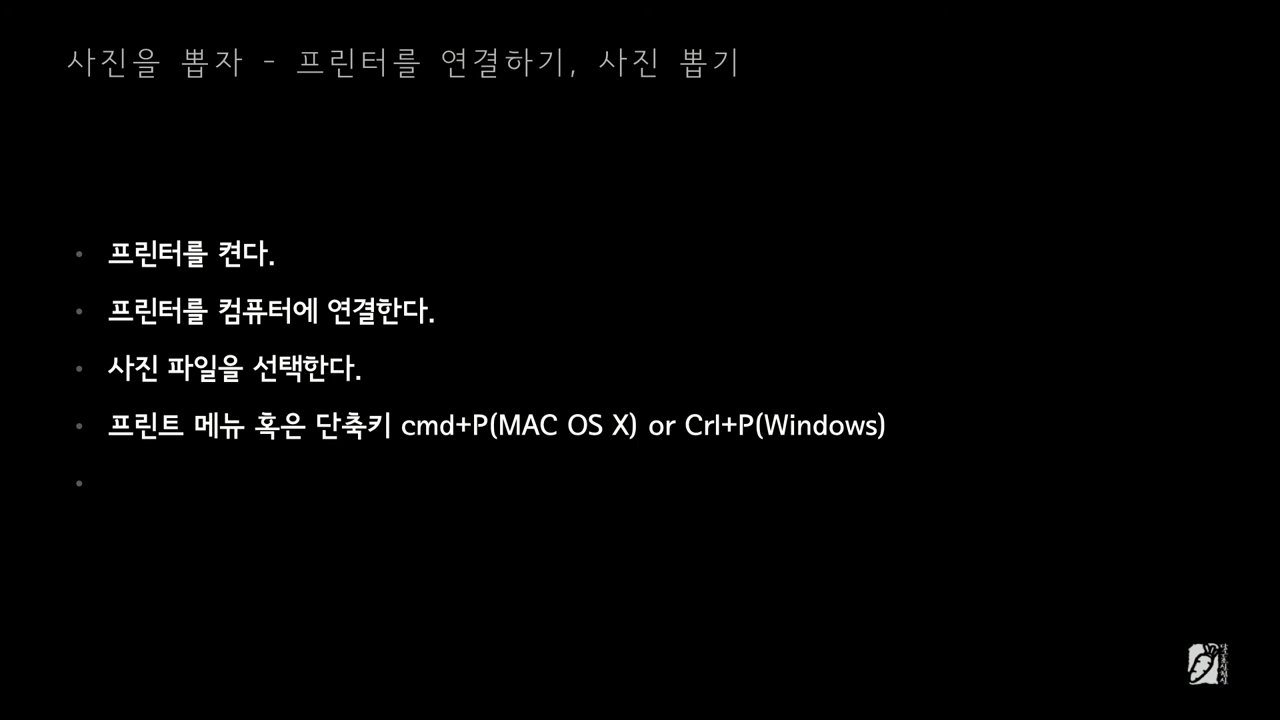 사진을 뽑자 - 프린터를 연결하기, 사진 뽑기
• 프린터를 켠다.
• 프린터를 컴퓨터에 연결한다.
• 사진 파일을 선택한다.
• 프린트 메뉴 혹은 단축키 cmd+P(MAC OS X) or Crl+P(Windows)
•